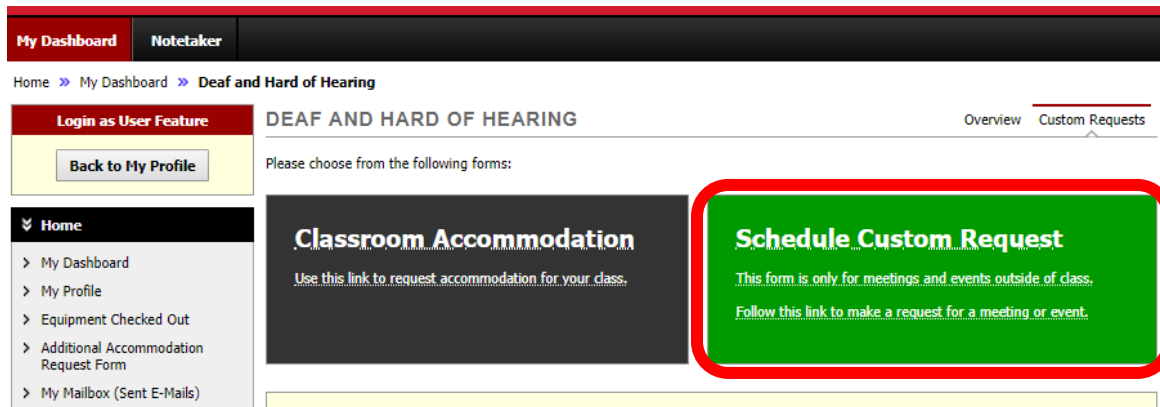 My Dashboard Notetaker
Home » My Dashboard » Deaf and Hard of Hearing
Login as User Feature
Back to My Profile
Home
My Dashboard
My Profile
Equipment Checked Out
Additional Accommodation
Request Form
My Mailbox (Sent E-Mails)
DEAF AND HARD OF HEARING
Overview Custom Requests
Please choose from the following forms:
Classroom Accommodation
Use this link to request accommodation for your class.
Schedule Custom Request
This form is only for meetings and events outside of class.
Follow this link to make a request for a meeting or event.